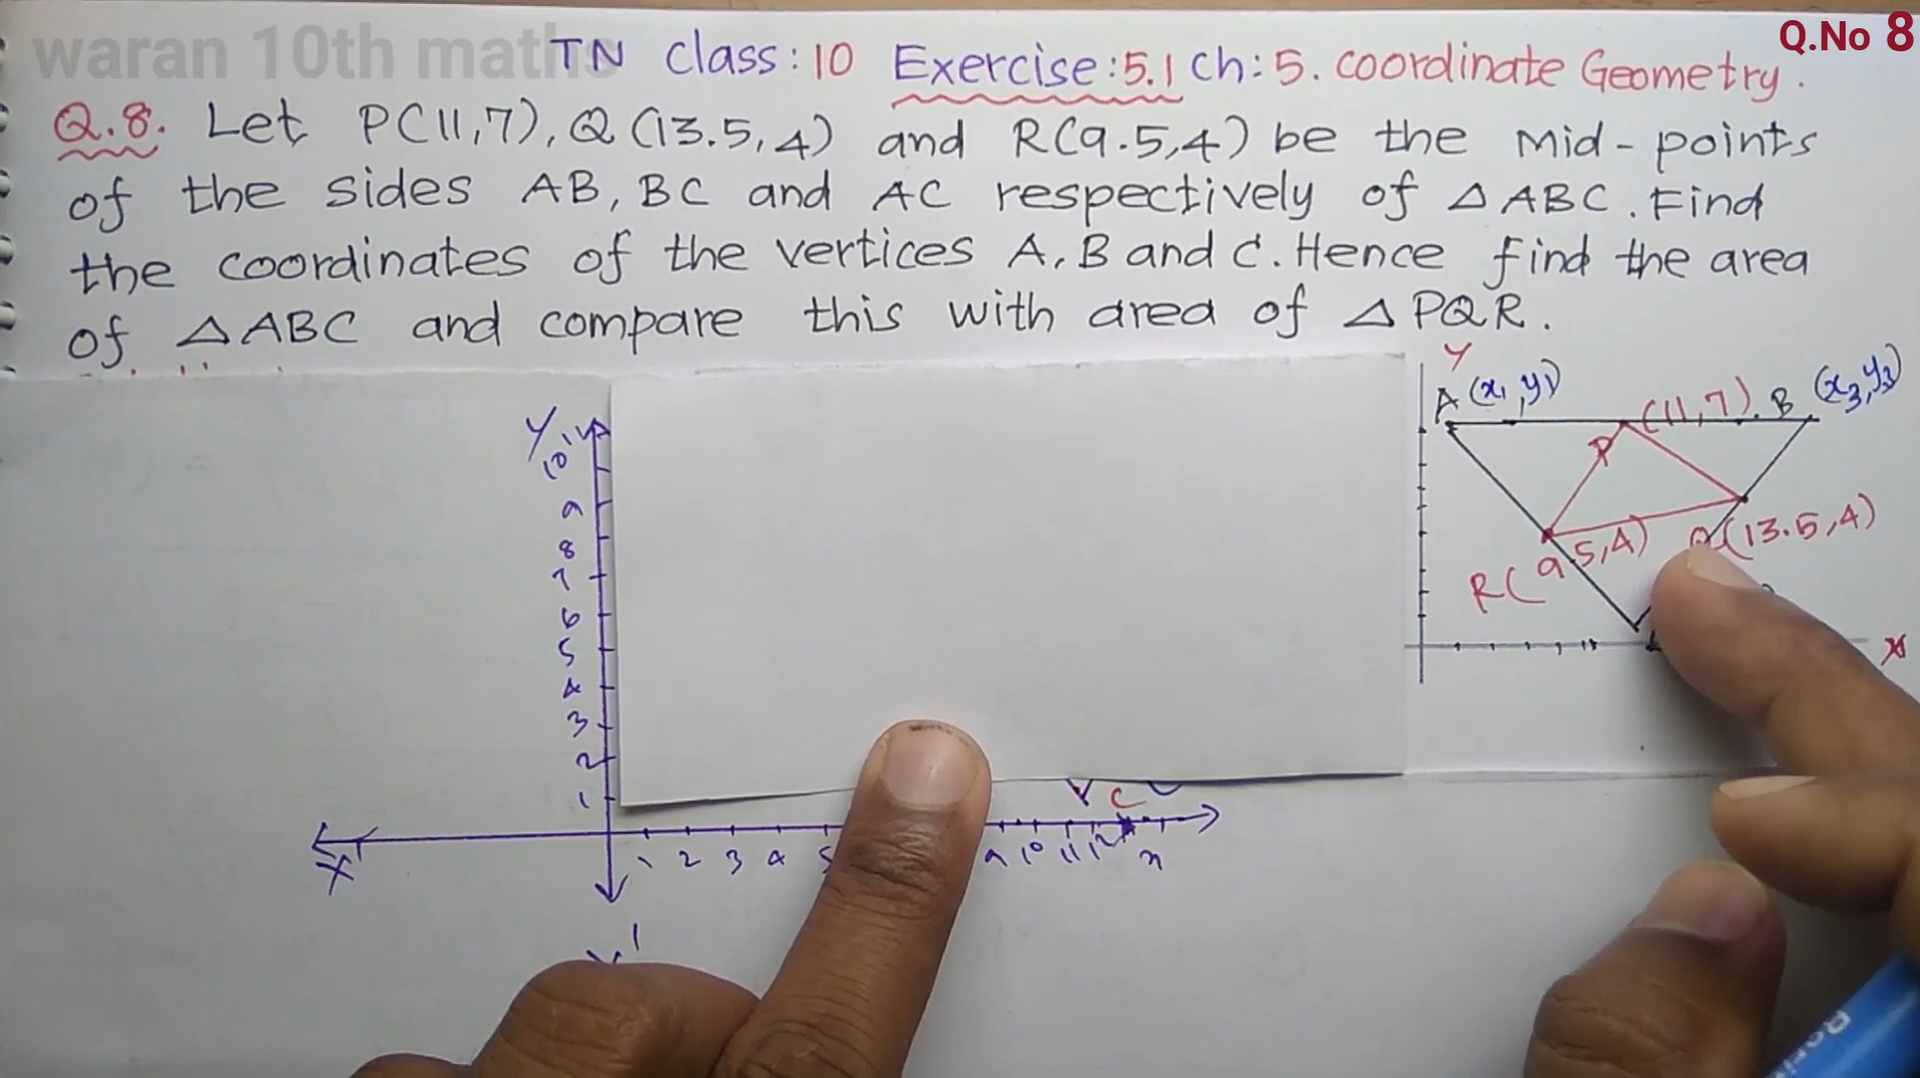 waran 10th maths
Q.No 8
TN Class:10 Exercise:5.1 Ch:5. Coordinate Geometry.
Q.8. Let P(11,7), Q(13.5,4) and R(9.5,4) be the Mid-points
of the sides AB, BC and AC respectively of △ABC. Find
the coordinates of the vertices A, B and C. Hence find the area
of △ABC and compare this with area of △PQR.
Y
A (x1, y1)
(11,7).
B (x3, y3)
P
R(9.5,4)
Q(13.5,4)
X
Y
10
9
8
7
6
5
4
3
2
1
C
X
1 2 3 4 5 9 10 11 12